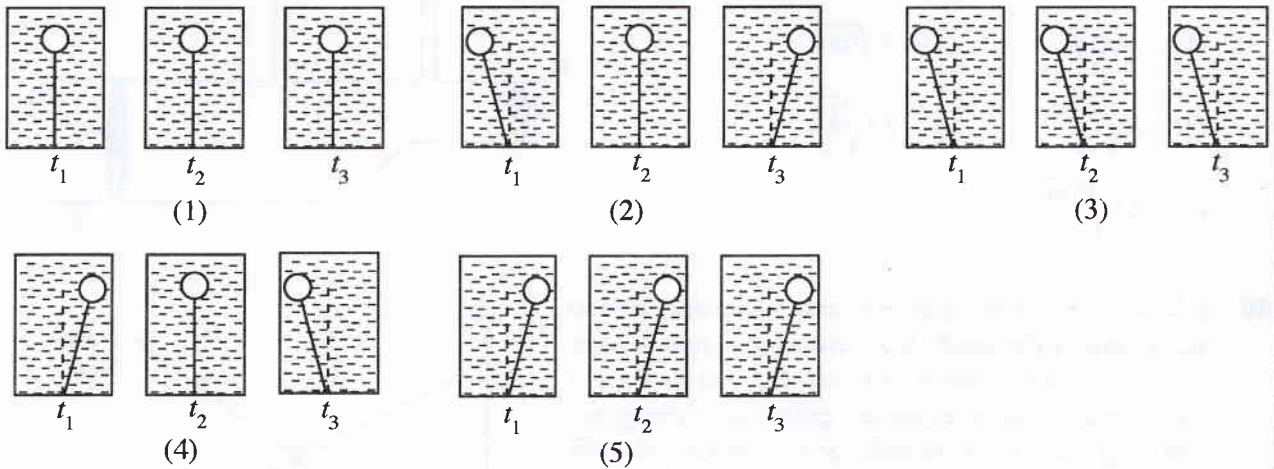 t₁ t₂ t₃ t₁ t₂ t₃ t₁ t₂ t₃
(1) (2) (3)
t₁ t₂ t₃ t₁ t₂ t₃
(4) (5)